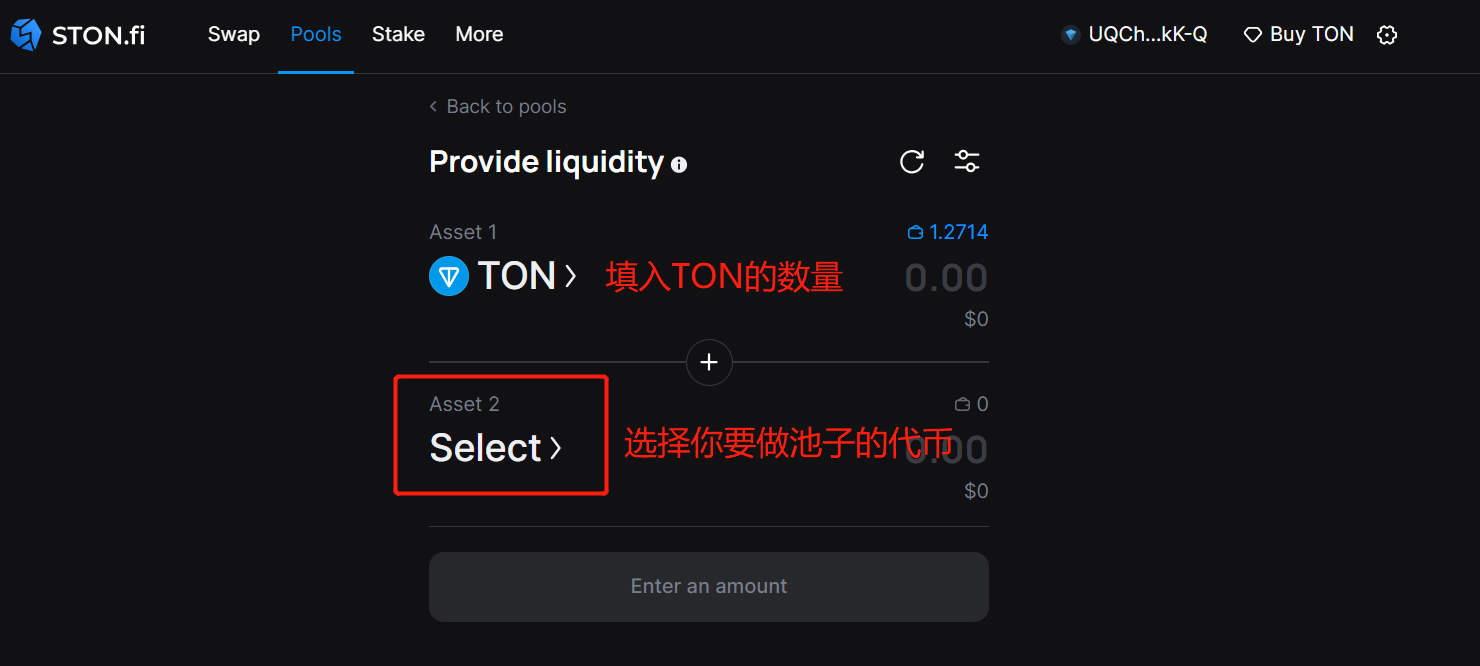 STON.fi Swap Pools Stake More UQCh...kK-Q Buy TON
Back to pools
Provide liquidity
Asset 1 1.2714
TON 填入TON的数量 0.00
$0
Asset 2 0
Select 选择你要做池子的代币 0.00
$0
Enter an amount